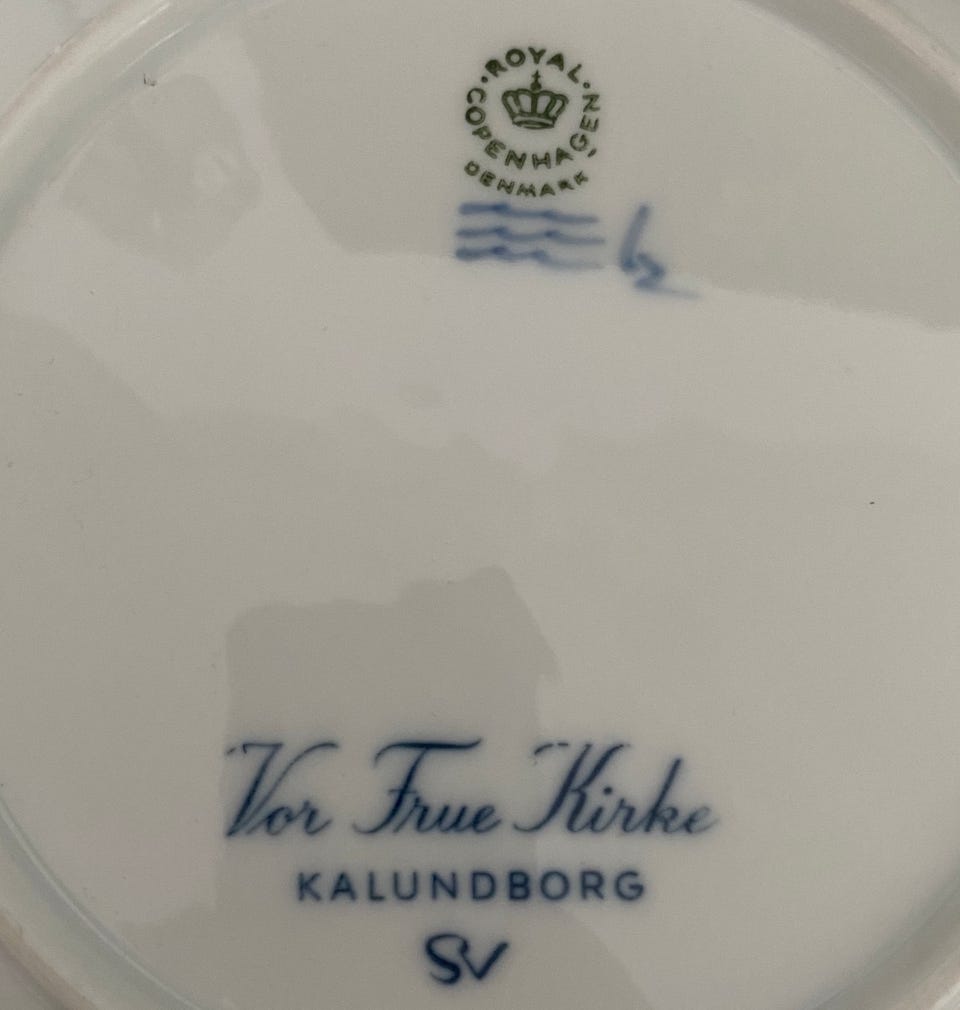 ROYAL
COPENHAGEN
DENMARK
Vor Frue Kirke
KALUNDBORG
SV